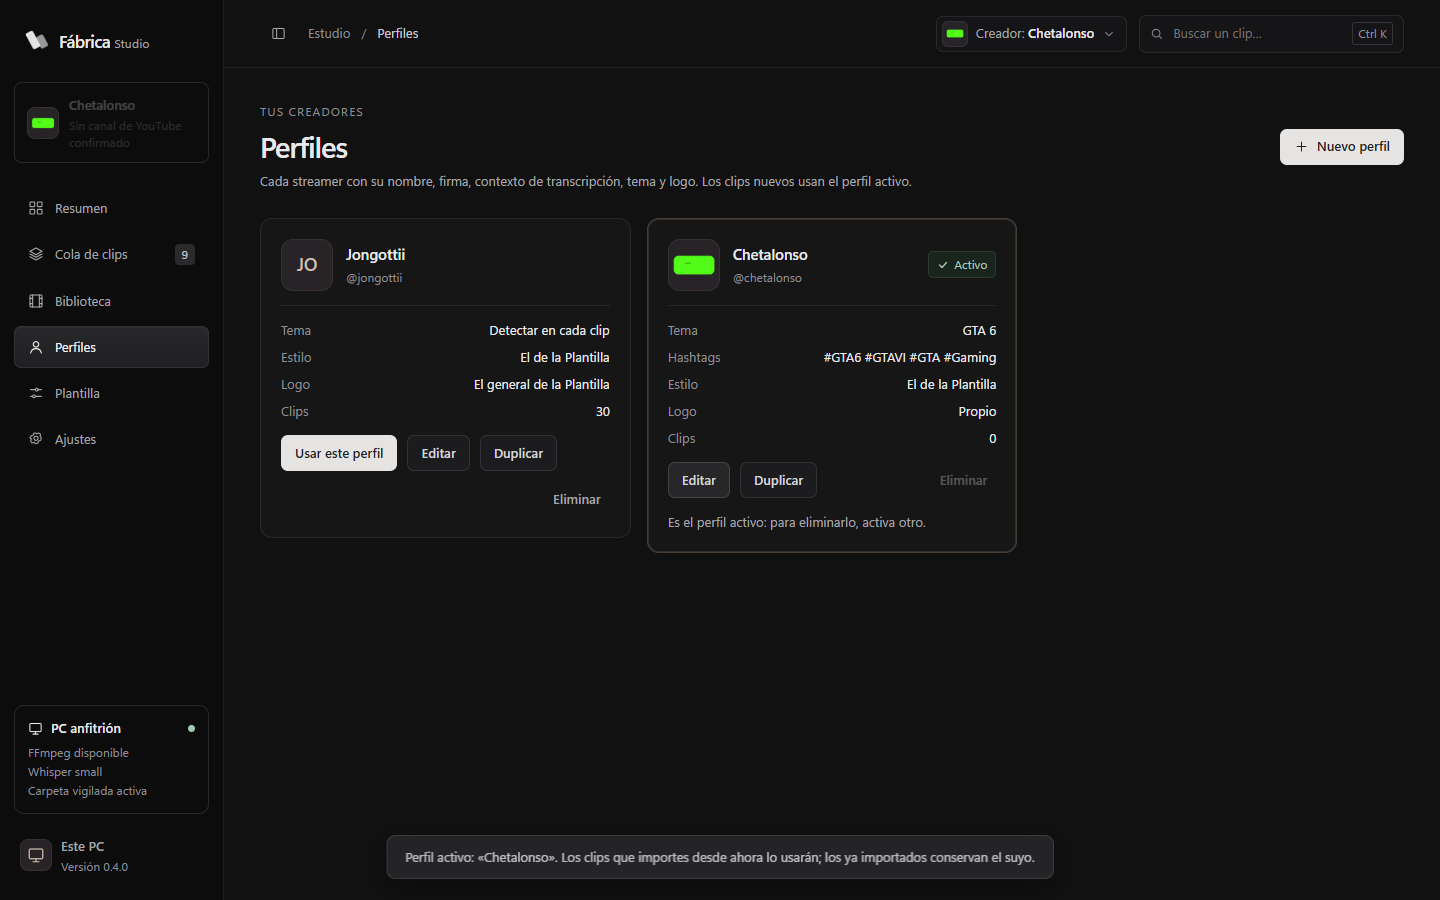 Fábrica Studio
Chetalonso
Sin canal de YouTube
confirmado
Resumen
Cola de clips 9
Biblioteca
Perfiles
Plantilla
Ajustes
PC anfitrión
FFmpeg disponible
Whisper small
Carpeta vigilada activa
Este PC
Versión 0.4.0
Estudio / Perfiles
Creador: Chetalonso
Buscar un clip... Ctrl K
TUS CREADORES
Perfiles
Cada streamer con su nombre, firma, contexto de transcripción, tema y logo. Los clips nuevos usan el perfil activo.
+ Nuevo perfil
JO
Jongottii
@jongottii
Tema Detectar en cada clip
Estilo El de la Plantilla
Logo El general de la Plantilla
Clips 30
Usar este perfil Editar Duplicar
Eliminar
Chetalonso
@chetalonso
Activo
Tema GTA 6
Hashtags #GTA6 #GTAVI #GTA #Gaming
Estilo El de la Plantilla
Logo Propio
Clips 0
Editar Duplicar Eliminar
Es el perfil activo: para eliminarlo, activa otro.
Perfil activo: «Chetalonso». Los clips que importes desde ahora lo usarán; los ya importados conservan el suyo.